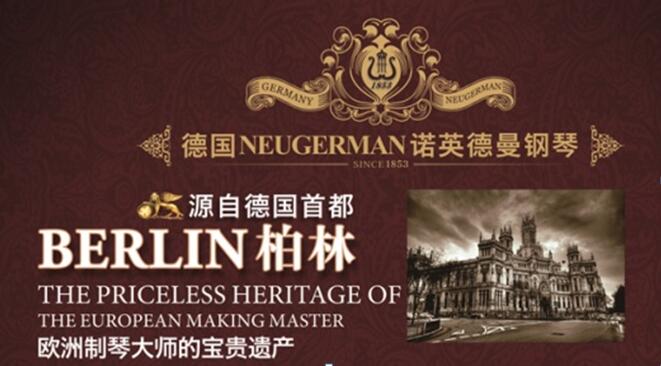 GERMANY
1853
NEUGERMAN
德国NEUGERMAN诺英德曼钢琴
SINCE1853
源自德国首都
BERLIN柏林
THE PRICELESS HERITAGE OF
THE EUROPEAN MAKING MASTER
欧洲制琴大师的宝贵遗产